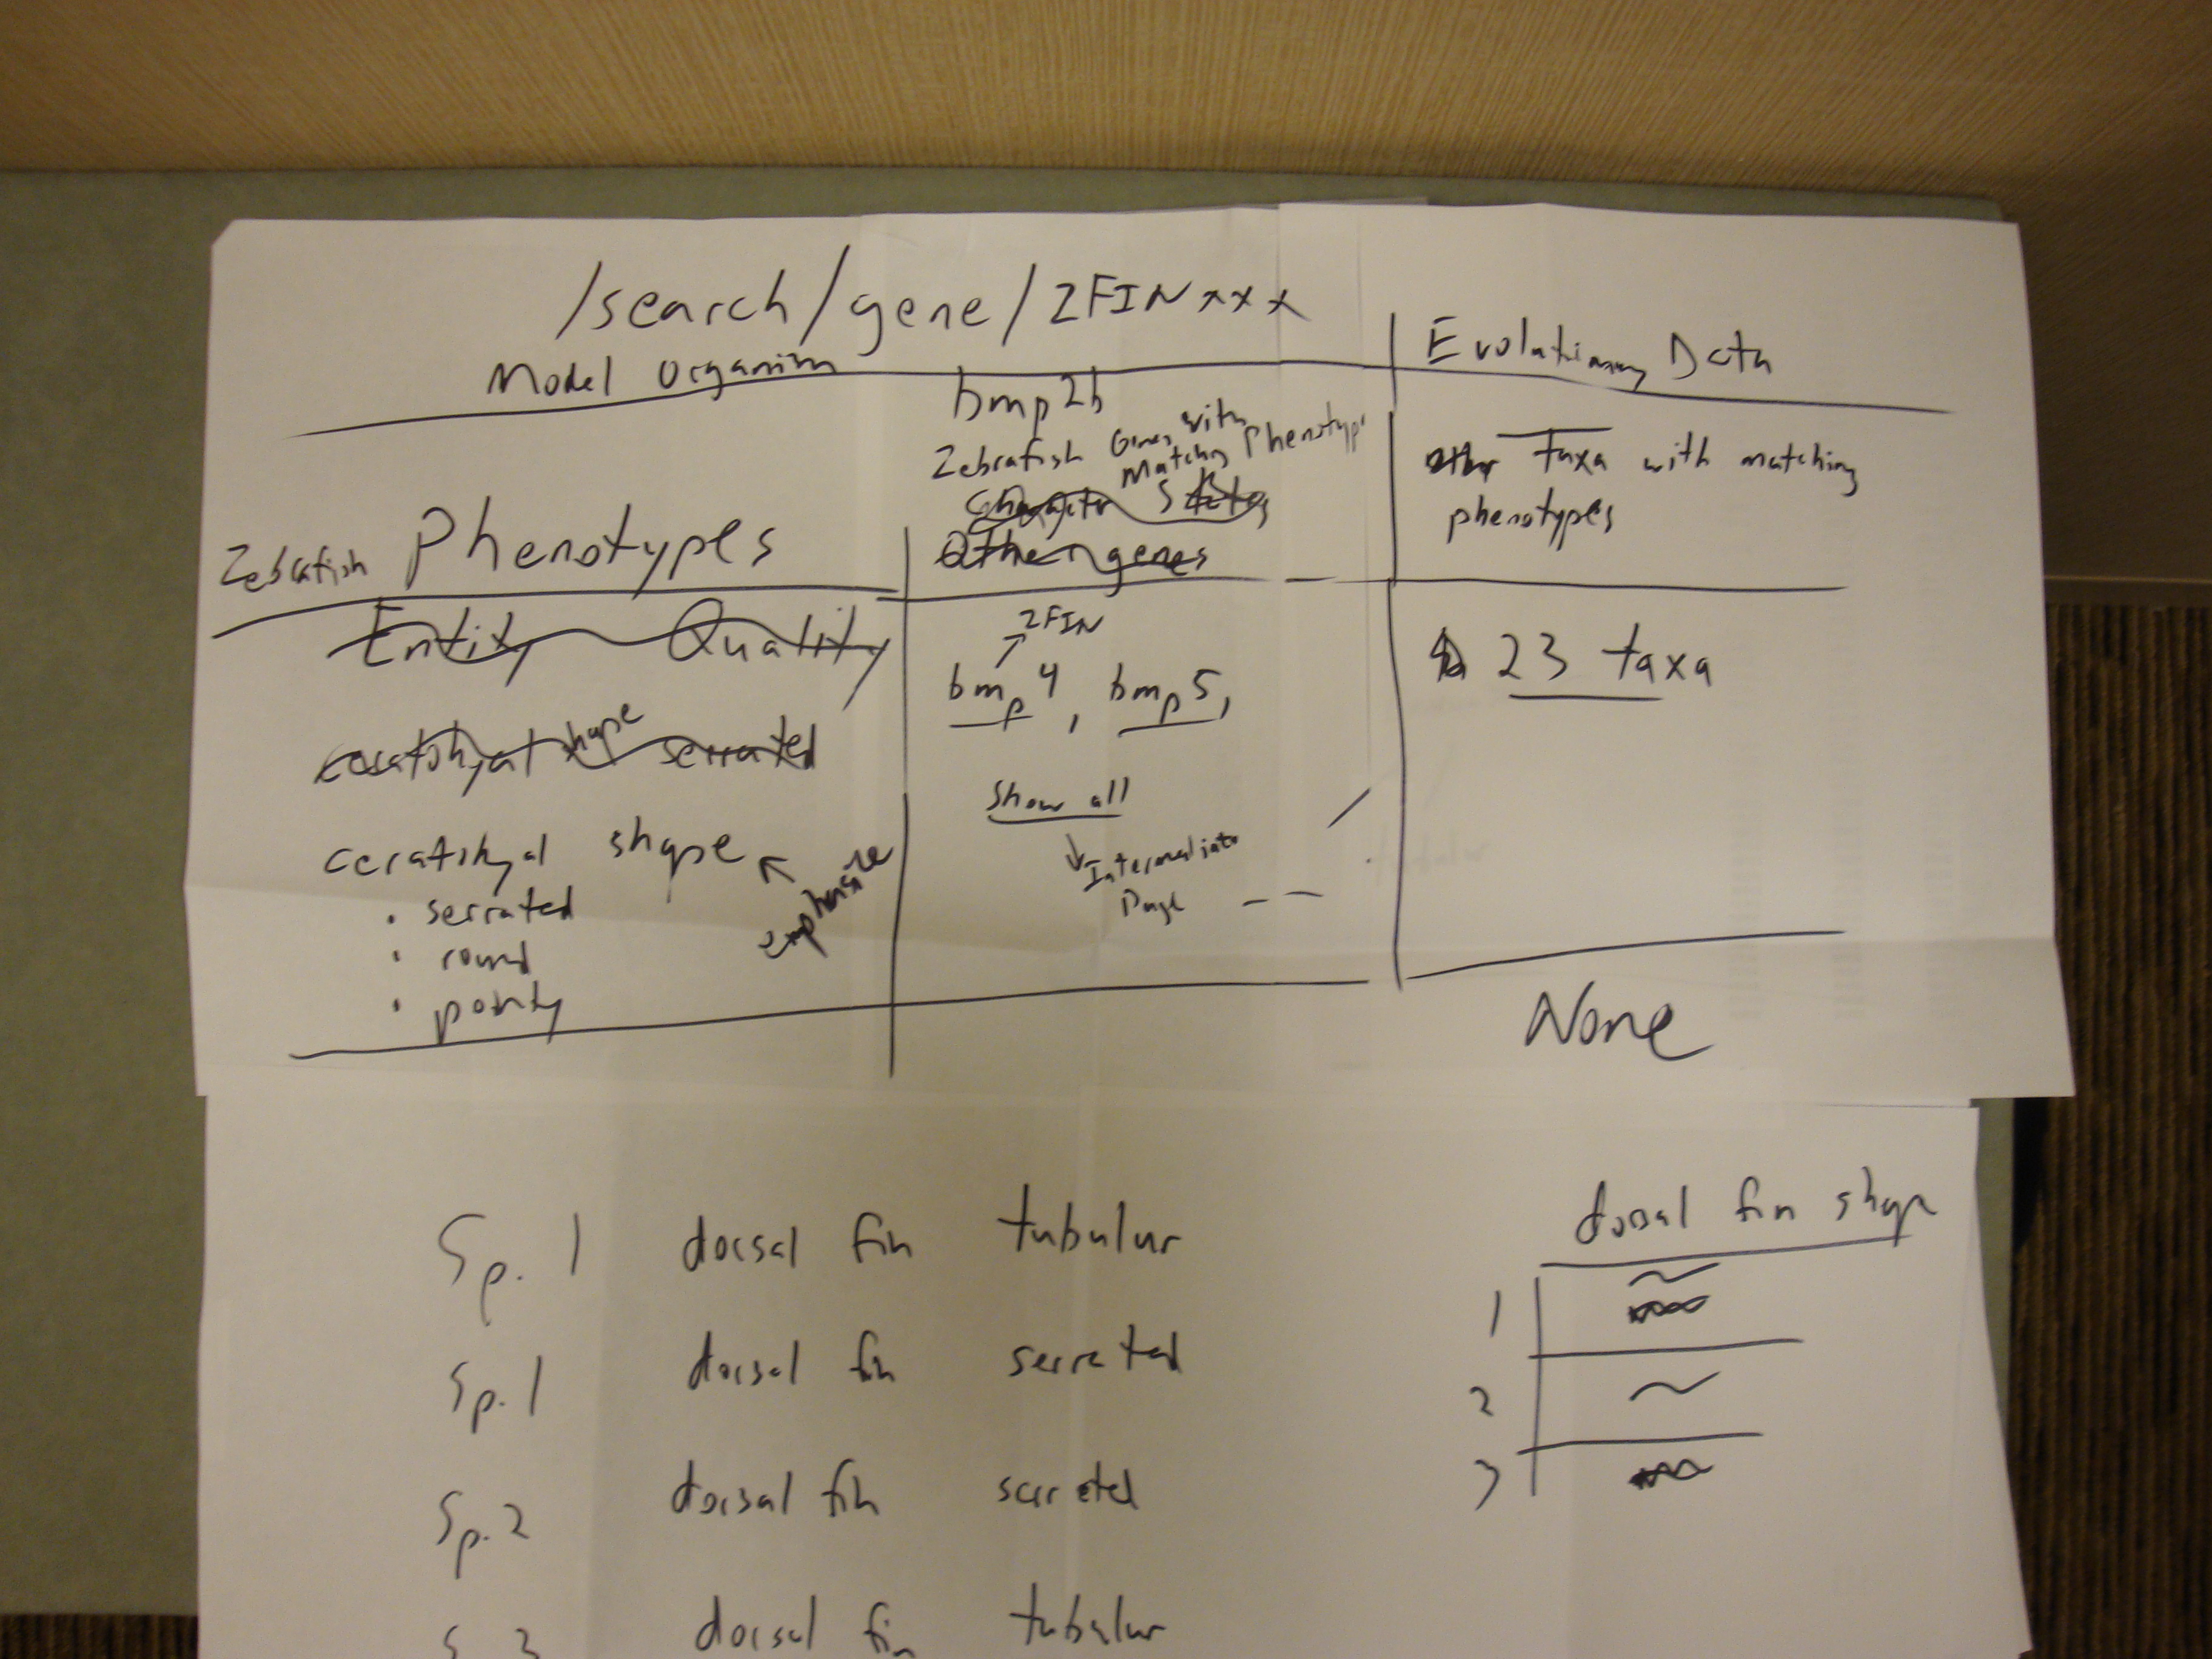 /search/gene/ZFINxxx
Model Organism
Evolutionary Data
bmp2b
Zebrafish Genes with
Matching Phenotype
Character States
Other genes
Other taxa with matching
phenotypes
Zebrafish Phenotypes
Entity Quality
ceratohyal shape serrated
ceratohyal shape
emphasize
• serrated
• round
• pointy
ZFIN
bmp4, bmp5,
Show all
Intermediate
Page
23 taxa
None
Sp. 1 dorsal fin tubular
Sp. 1 dorsal fin serrated
Sp. 2 dorsal fin serrated
Sp. 3 dorsal fin tubular
dorsal fin shape
1
2
3